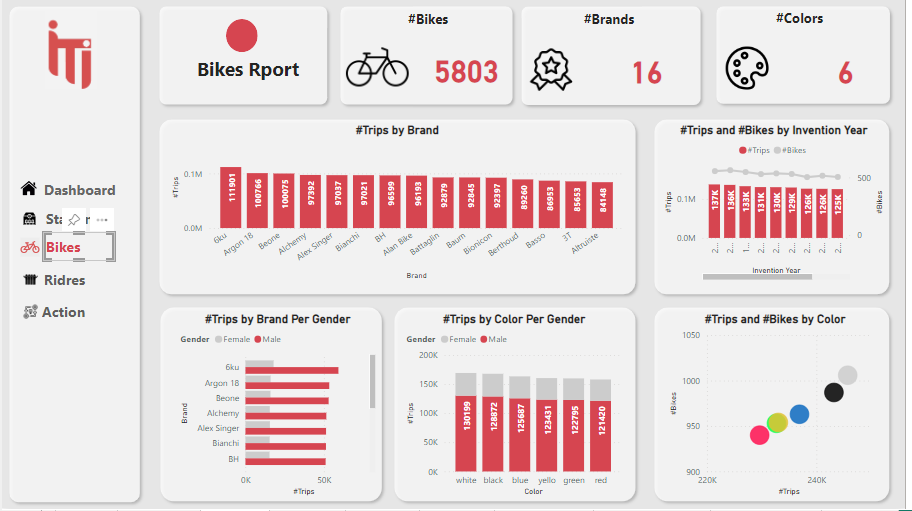 iTi
Dashboard
Bikes
Ridres
Action
Bikes Rport
#Bikes
5803
#Brands
16
#Colors
6
#Trips by Brand
#Trips
0.1M
0.0M
111901
100766
100075
97392
97037
97021
96599
96193
92879
92845
92397
89260
86953
85653
84148
6ku
Argon 18
Beone
Alchemy
Alex Singer
Bianchi
BH
Alan Bike
Battaglin
Baum
Bionicon
Berthoud
Basso
3T
Altruiste
Brand
#Trips and #Bikes by Invention Year
#Trips #Bikes
#Trips
0.1M
0.0M
137K
136K
133K
131K
130K
129K
126K
126K
125K
500
0
#Bikes
2...
2...
1...
2...
2...
2...
2...
2...
2...
Invention Year
#Trips by Brand Per Gender
Gender Female Male
Brand
6ku
Argon 18
Beone
Alchemy
Alex Singer
Bianchi
BH
0K 50K
#Trips
#Trips by Color Per Gender
Gender Female Male
#Trips
200K
150K
100K
50K
0K
130199
128872
125687
123431
122795
121420
white black blue yello green red
Color
#Trips and #Bikes by Color
#Bikes
1050
1000
950
900
220K 240K
#Trips